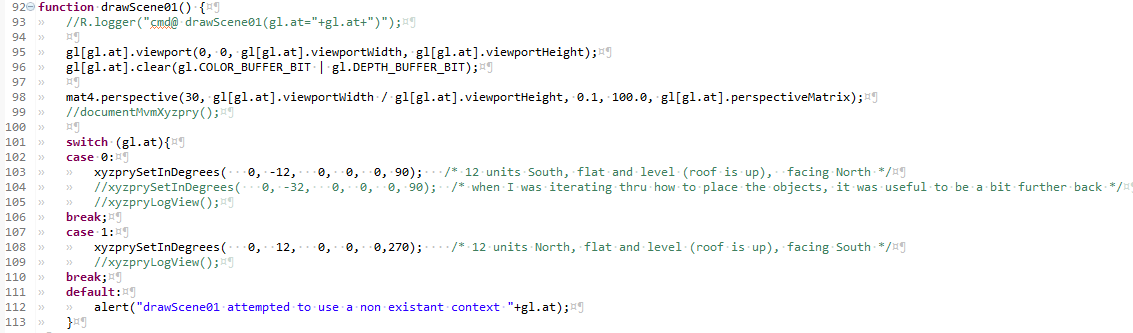 92 function drawScene01() {
93 //R.logger("cmd@ drawScene01(gl.at="+gl.at+")");
94
95 gl[gl.at].viewport(0, 0, gl[gl.at].viewportWidth, gl[gl.at].viewportHeight);
96 gl[gl.at].clear(gl.COLOR_BUFFER_BIT | gl.DEPTH_BUFFER_BIT);
97
98 mat4.perspective(30, gl[gl.at].viewportWidth / gl[gl.at].viewportHeight, 0.1, 100.0, gl[gl.at].perspectiveMatrix);
99 //documentMvmXyzpry();
100
101 switch (gl.at){
102 case 0:
103 xyzprySetInDegrees(   0, -12,   0,  0,  0, 90);  /* 12 units South, flat and level (roof is up),  facing North */
104 //xyzprySetInDegrees(  0, -32,   0,  0,  0, 90);  /* when I was iterating thru how to place the objects, it was useful to be a bit further back */
105 //xyzpryLogView();
106 break;
107 case 1:
108 xyzprySetInDegrees(   0,  12,   0,  0,  0,270);    /* 12 units North, flat and level (roof is up), facing South */
109 //xyzpryLogView();
110 break;
111 default:
112 alert("drawScene01 attempted to use a non existant context "+gl.at);
113 }